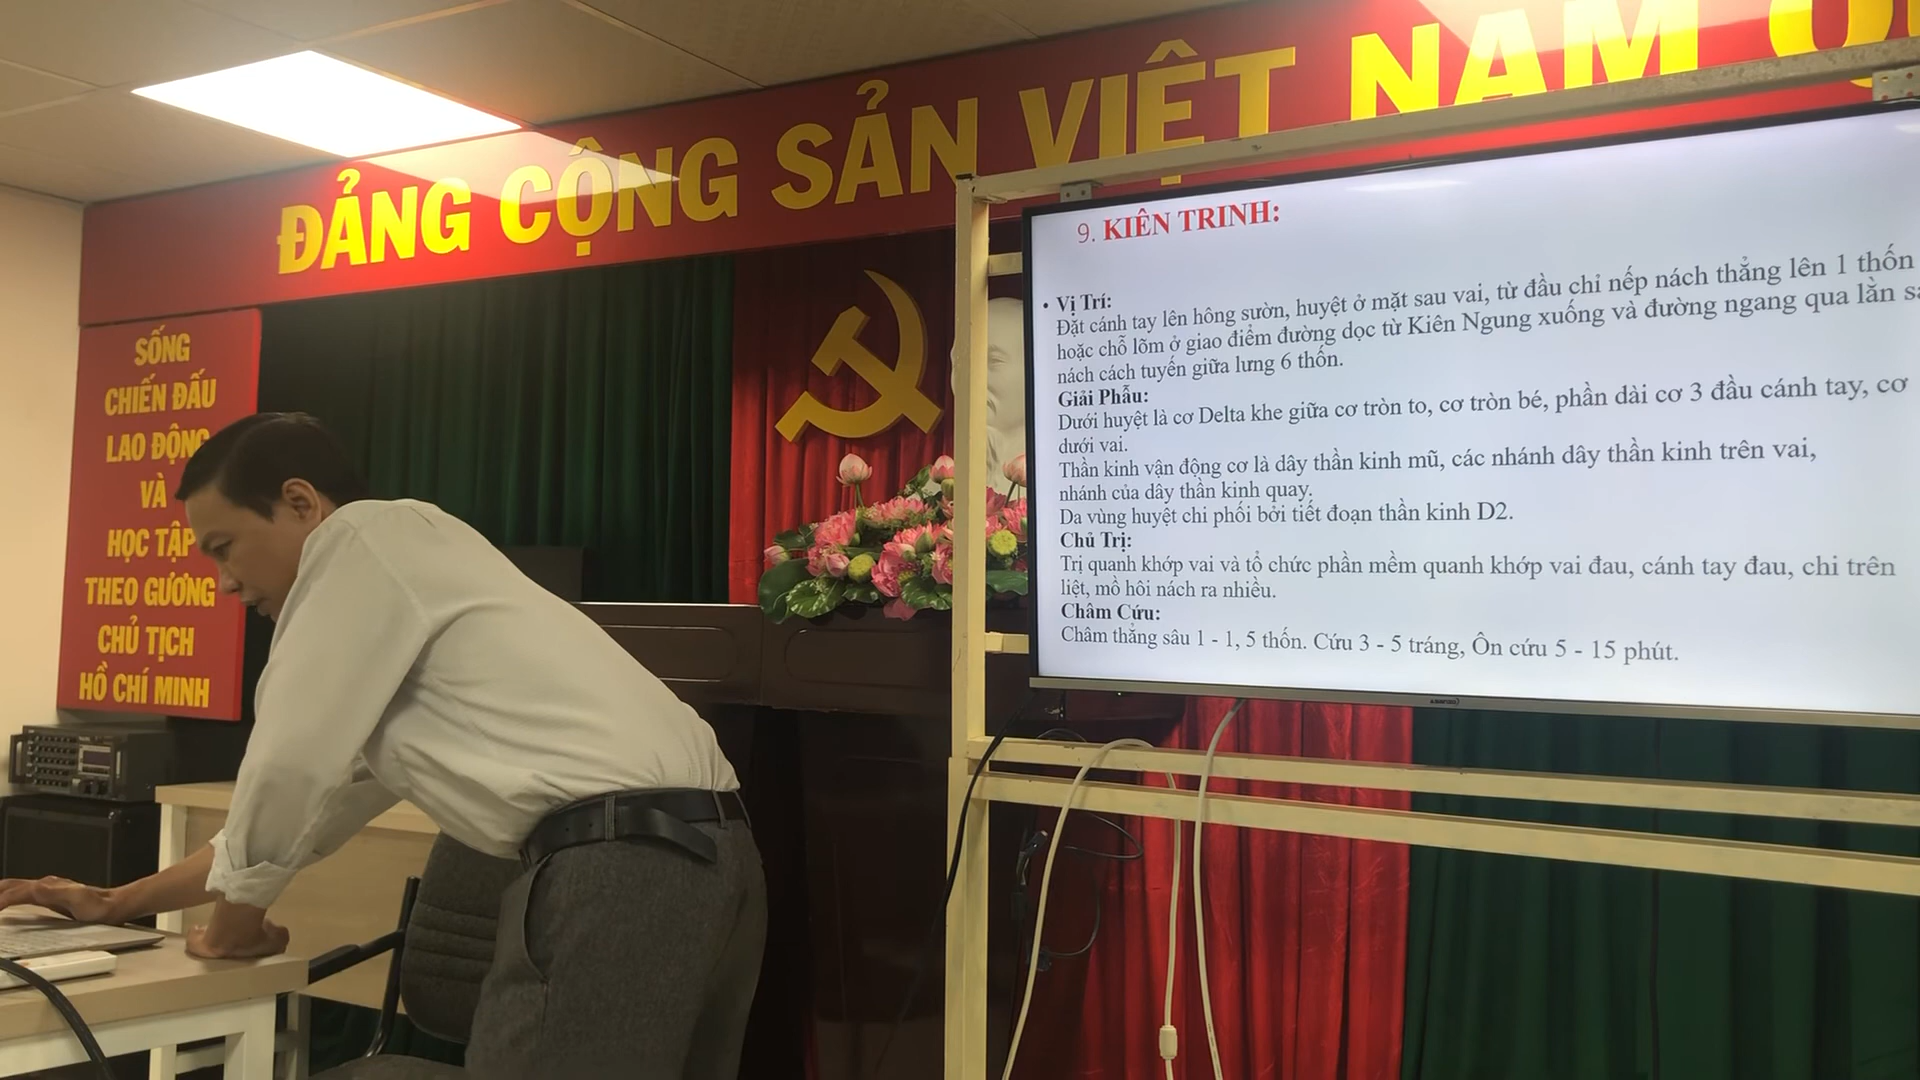 ĐẢNG CỘNG SẢN VIỆT NAM
SỐNG
CHIẾN ĐẤU
LAO ĐỘNG
VÀ
HỌC TẬP
THEO GƯƠNG
CHỦ TỊCH
HỒ CHÍ MINH
9. KIÊN TRINH:
• Vị Trí:
Đặt cánh tay lên hông sườn, huyệt ở mặt sau vai, từ đầu chỉ nếp nách thẳng lên 1 thốn
hoặc chỗ lõm ở giao điểm đường dọc từ Kiên Ngung xuống và đường ngang qua lằn
nách cách tuyến giữa lưng 6 thốn.
Giải Phẫu:
Dưới huyệt là cơ Delta khe giữa cơ tròn to, cơ tròn bé, phần dài cơ 3 đầu cánh tay, cơ
dưới vai.
Thần kinh vận động cơ là dây thần kinh mũ, các nhánh dây thần kinh trên vai,
nhánh của dây thần kinh quay.
Da vùng huyệt chi phối bởi tiết đoạn thần kinh D2.
Chủ Trị:
Trị quanh khớp vai và tổ chức phần mềm quanh khớp vai đau, cánh tay đau, chi trên
liệt, mồ hôi nách ra nhiều.
Châm Cứu:
Châm thẳng sâu 1 - 1, 5 thốn. Cứu 3 - 5 tráng, Ôn cứu 5 - 15 phút.